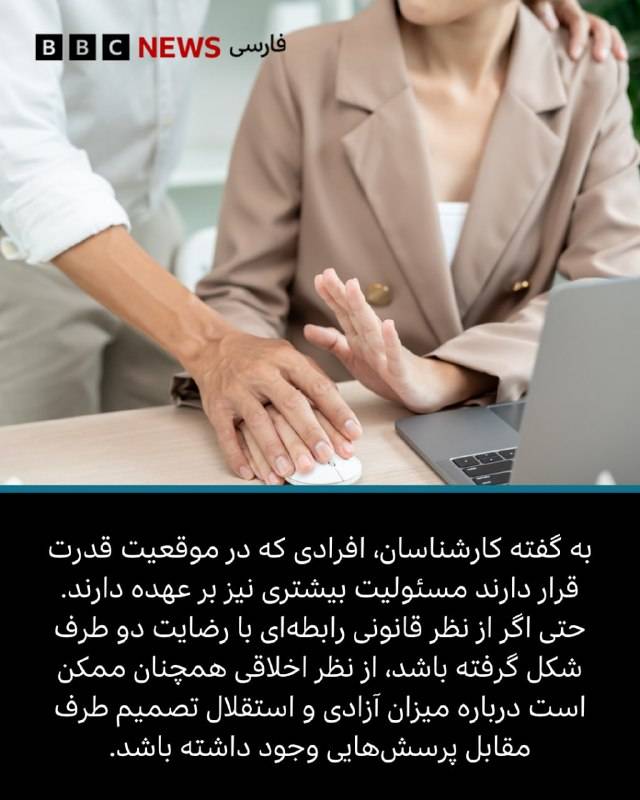 BBC NEWS فارسی
به گفته کارشناسان، افرادی که در موقعیت قدرت
قرار دارند مسئولیت بیشتری نیز بر عهده دارند.
حتی اگر از نظر قانونی رابطه‌ای با رضایت دو طرف
شکل گرفته باشد، از نظر اخلاقی همچنان ممکن
است درباره میزان آزادی و استقلال تصمیم طرف
مقابل پرسش‌هایی وجود داشته باشد.